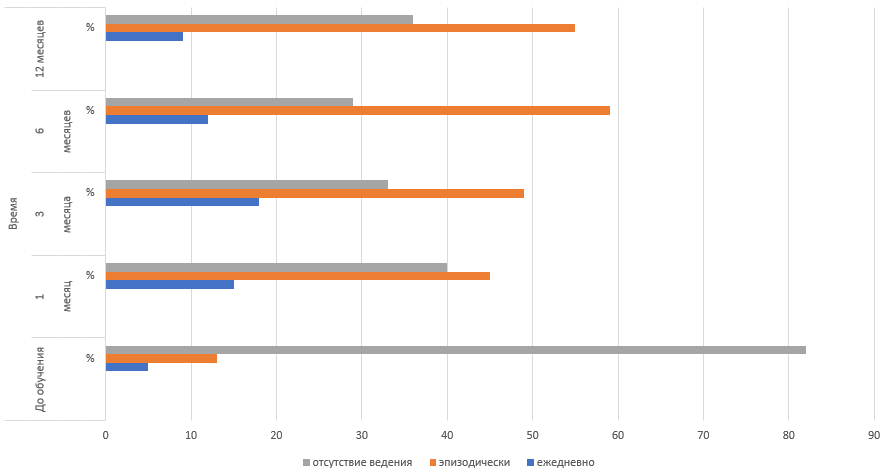 Время
12 месяцев
%
6
месяцев
%
3
месяца
%
1
месяц
%
До обучения
%
0 10 20 30 40 50 60 70 80 90
отсутствие ведения эпизодически ежедневно